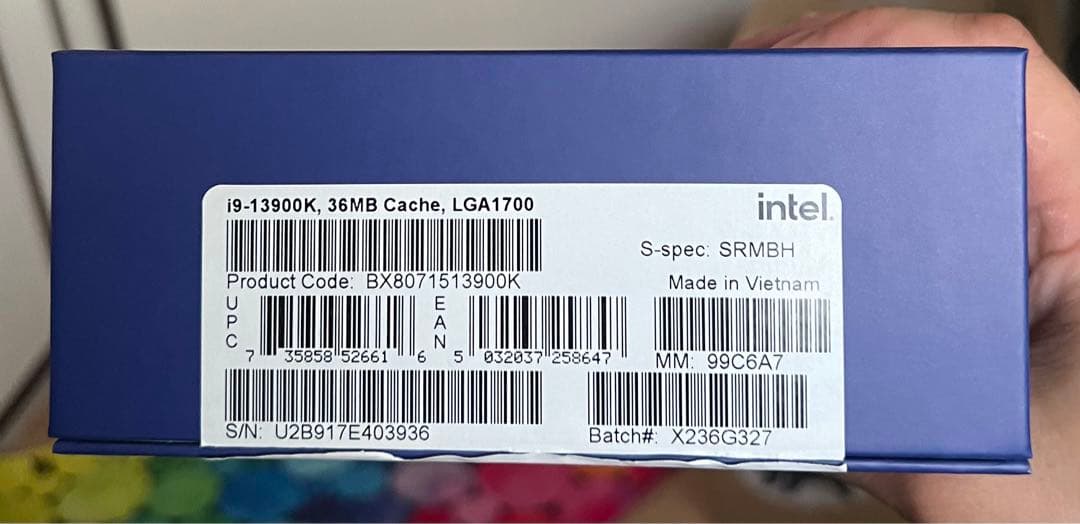 i9-13900K, 36MB Cache, LGA1700
intel.
S-spec: SRMBH
Product Code: BX8071513900K
Made in Vietnam
UPC
7 35858 52661 6
EAN
5 032037 258647
MM: 99C6A7
S/N: U2B917E403936
Batch#: X236G327